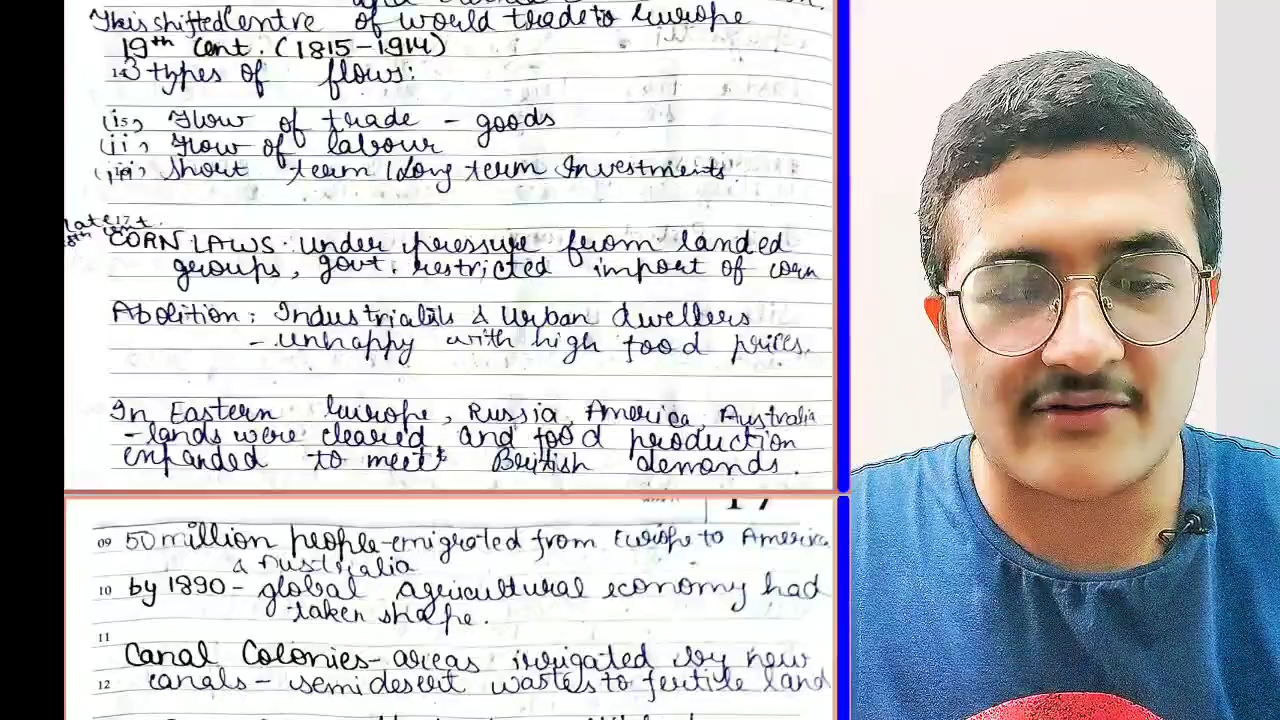 This shifted centre of world trade to Europe
19th cent. (1815-1914)
3 types of flows:
(i) Flow of trade - goods
(ii) Flow of labour
(iii) Short term / Long term Investments
CORN LAWS. under pressure from landed
groups, govt. restricted import of corn
Abolition: Industrialists & Urban dwellers
- unhappy with high food prices.
In Eastern Europe, Russia, America, Australia
- lands were cleared and food production
expanded to meet British demands.
17
09 50 million people - emigrated from Europe to America
& Australia
10 by 1890 - global agricultural economy had
taken shape.
11
Canal Colonies - areas irrigated by new
12 canals - semi desert wastes to fertile land